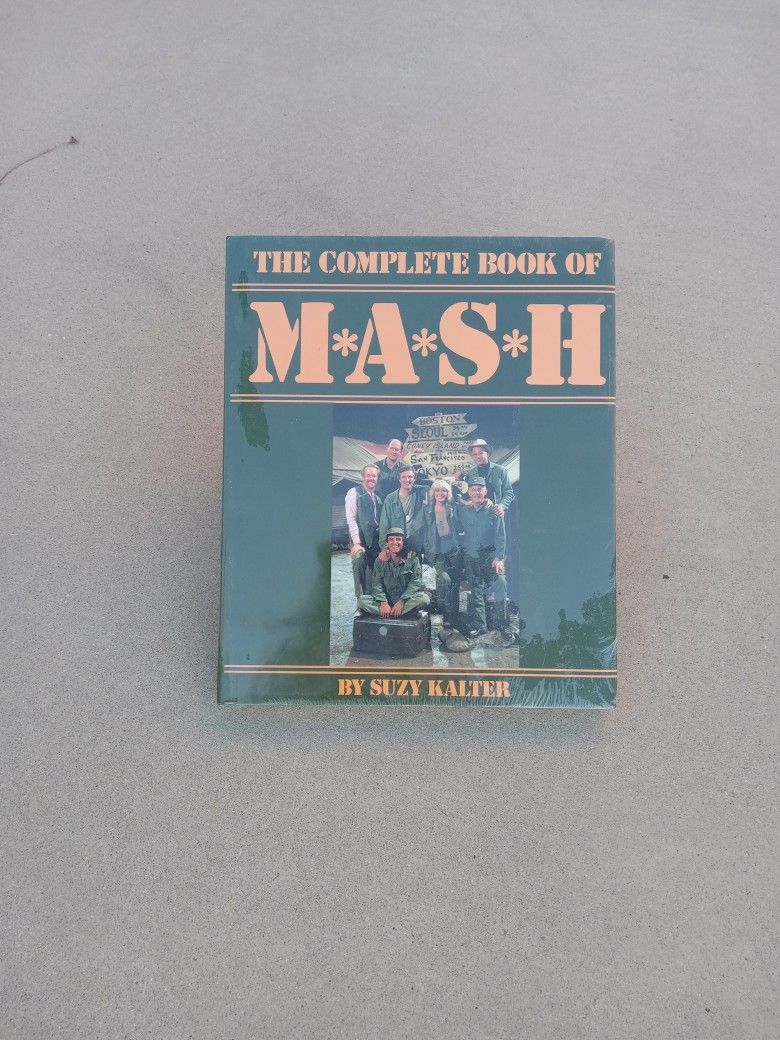 THE COMPLETE BOOK OF
M*A*S*H
BOSTON
SEOUL
CONEY ISLAND
SAN FRANCISCO
TOKYO
BY SUZY KALTER